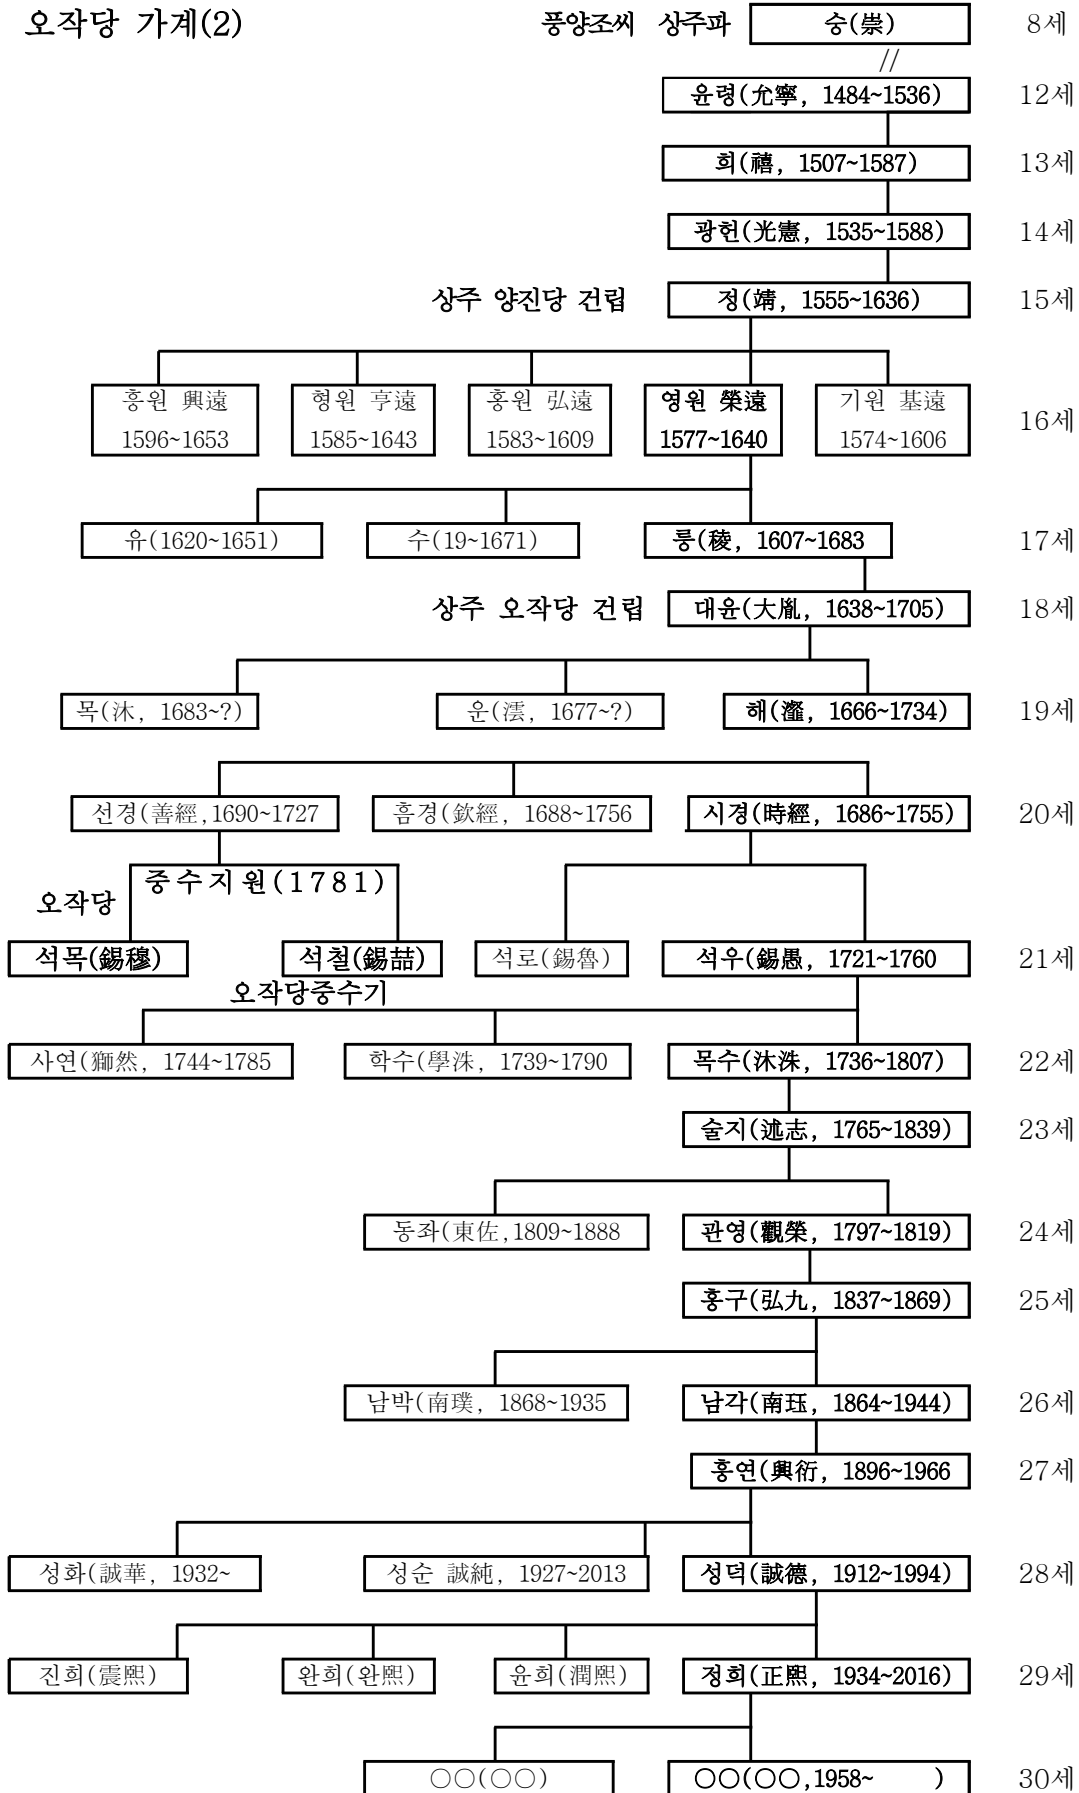 오작당 가계(2) 풍양조씨 상주파 숭(崇) 8세
//
윤령(允寧, 1484~1536) 12세
희(禧, 1507~1587) 13세
광헌(光憲, 1535~1588) 14세
상주 양진당 건립 정(靖, 1555~1636) 15세
흥원 興遠 형원 亨遠 홍원 弘遠 영원 榮遠 기원 基遠
1596~1653 1585~1643 1583~1609 1577~1640 1574~1606 16세
유(1620~1651) 수(19~1671) 릉(稜, 1607~1683 17세
상주 오작당 건립 대윤(大胤, 1638~1705) 18세
목(沐, 1683~?) 운(澐, 1677~?) 해(瀣, 1666~1734) 19세
선경(善經,1690~1727 흠경(欽經, 1688~1756 시경(時經, 1686~1755) 20세
중수지원(1781)
오작당
석목(錫穆) 석철(錫喆) 석로(錫魯) 석우(錫愚, 1721~1760 21세
오작당중수기
사연(獅然, 1744~1785 학수(學洙, 1739~1790 목수(沐洙, 1736~1807) 22세
술지(述志, 1765~1839) 23세
동좌(東佐,1809~1888 관영(觀榮, 1797~1819) 24세
홍구(弘九, 1837~1869) 25세
남박(南璞, 1868~1935 남각(南珏, 1864~1944) 26세
흥연(興衍, 1896~1966 27세
성화(誠華, 1932~ 성순 誠純, 1927~2013 성덕(誠德, 1912~1994) 28세
진희(震熙) 완희(완熙) 윤희(潤熙) 정희(正熙, 1934~2016) 29세
○○(○○) ○○(○○,1958~ ) 30세